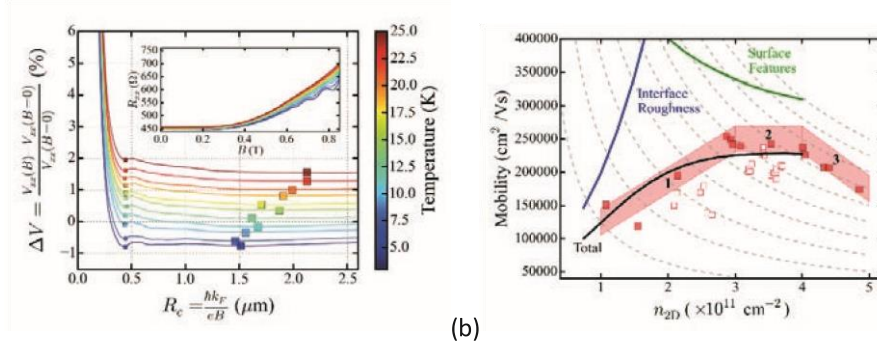 6
5
4
3
2
1
0
−1
ΔV = V_xx(B) V_xx(B−0) / V_xx(B−0) (%)
750
700
650
600
550
500
450
R_xx (Ω)
0.0 0.2 0.4 0.6 0.8
B (T)
0.0 0.5 1.0 1.5 2.0 2.5
R_c = ħk_F / eB (μm)
25.0
22.5
20.0
17.5
15.0
12.5
10.0
7.5
5.0
Temperature (K)
(b)
400000
350000
300000
250000
200000
150000
100000
50000
Mobility (cm² /Vs)
Surface
Features
Interface
Roughness
1
2
3
Total
1 2 3 4 5
n_2D ( ×10¹¹ cm⁻²)